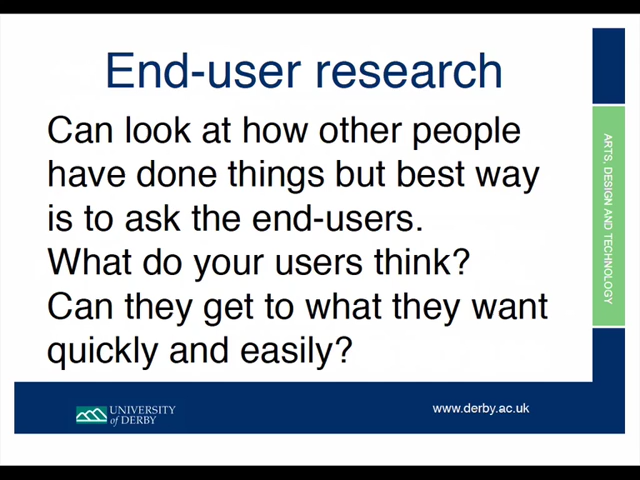 End-user research
Can look at how other people
have done things but best way
is to ask the end-users.
What do your users think?
Can they get to what they want
quickly and easily?
ARTS, DESIGN AND TECHNOLOGY
UNIVERSITY
of DERBY
www.derby.ac.uk